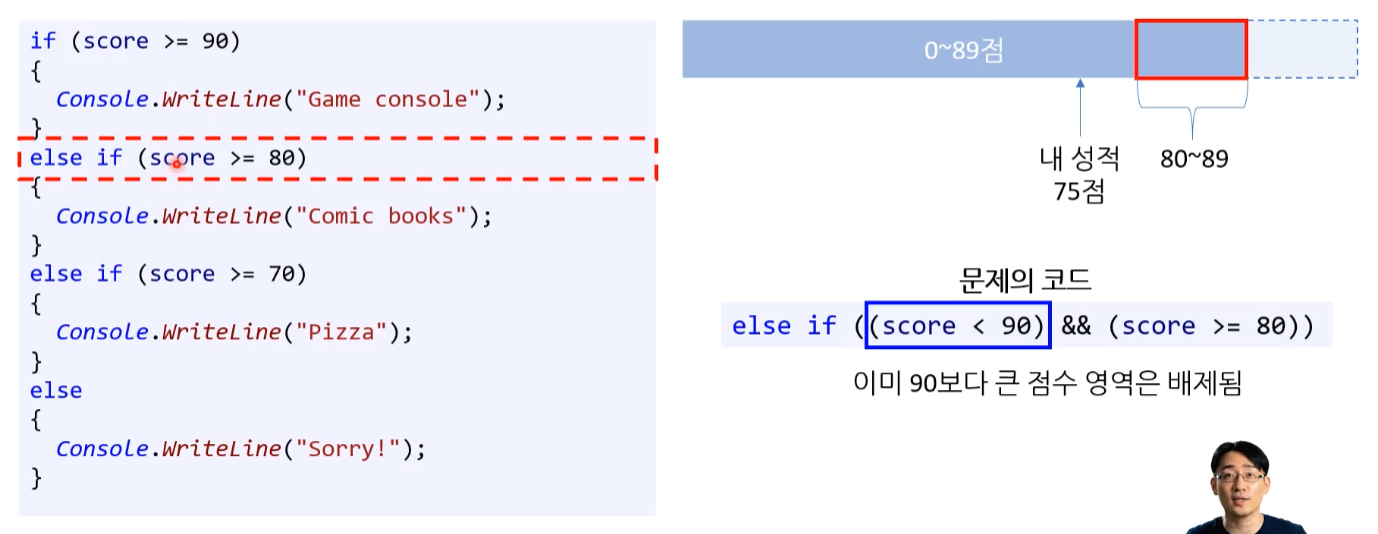 if (score >= 90)
{
Console.WriteLine("Game console");
}
else if (score >= 80)
{
Console.WriteLine("Comic books");
}
else if (score >= 70)
{
Console.WriteLine("Pizza");
}
else
{
Console.WriteLine("Sorry!");
}
0~89점
내 성적
75점
80~89
문제의 코드
else if ((score < 90) && (score >= 80))
이미 90보다 큰 점수 영역은 배제됨